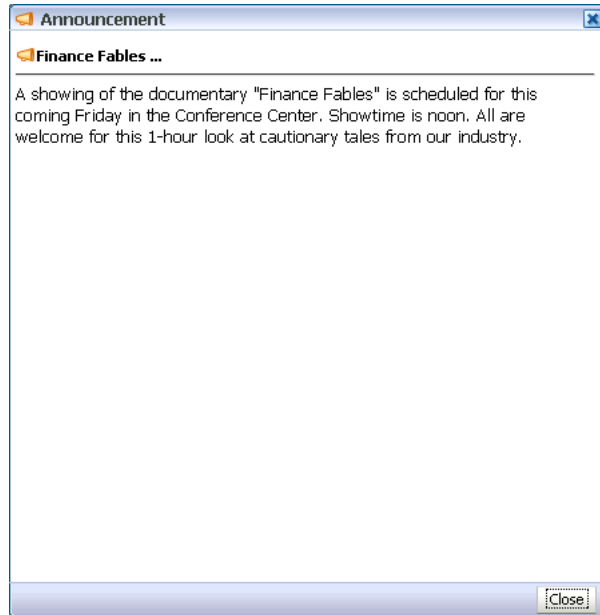 Announcement
Finance Fables ...
A showing of the documentary "Finance Fables" is scheduled for this
coming Friday in the Conference Center. Showtime is noon. All are
welcome for this 1-hour look at cautionary tales from our industry.
Close